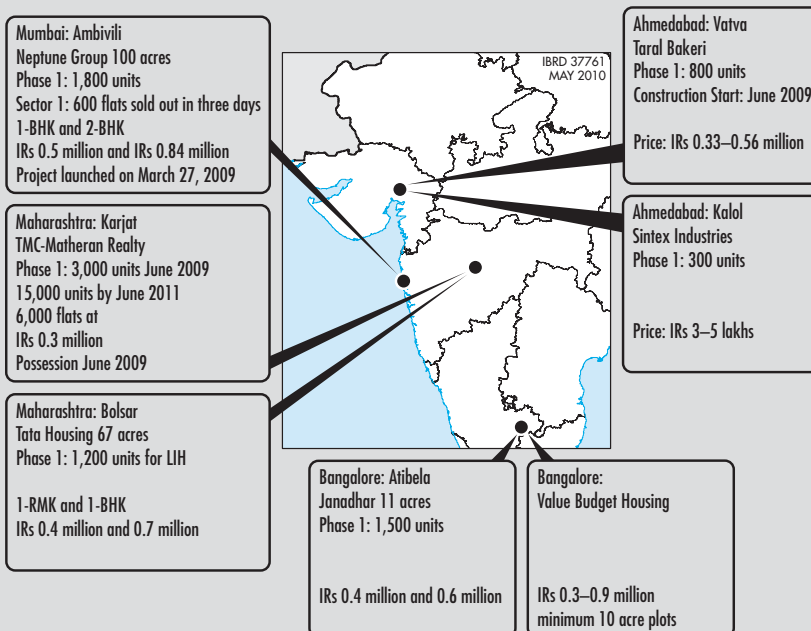 Mumbai: Ambivili
Neptune Group 100 acres
Phase 1: 1,800 units
Sector 1: 600 flats sold out in three days
1-BHK and 2-BHK
IRs 0.5 million and IRs 0.84 million
Project launched on March 27, 2009
Maharashtra: Karjat
TMC-Matheran Realty
Phase 1: 3,000 units June 2009
15,000 units by June 2011
6,000 flats at
IRs 0.3 million
Possession June 2009
Maharashtra: Bolsar
Tata Housing 67 acres
Phase 1: 1,200 units for LIH
1-RMK and 1-BHK
IRs 0.4 million and 0.7 million
IBRD 37761
MAY 2010
Ahmedabad: Vatva
Taral Bakeri
Phase 1: 800 units
Construction Start: June 2009
Price: IRs 0.33–0.56 million
Ahmedabad: Kalol
Sintex Industries
Phase 1: 300 units
Price: IRs 3–5 lakhs
Bangalore: Atibela
Janadhar 11 acres
Phase 1: 1,500 units
IRs 0.4 million and 0.6 million
Bangalore:
Value Budget Housing
IRs 0.3–0.9 million
minimum 10 acre plots